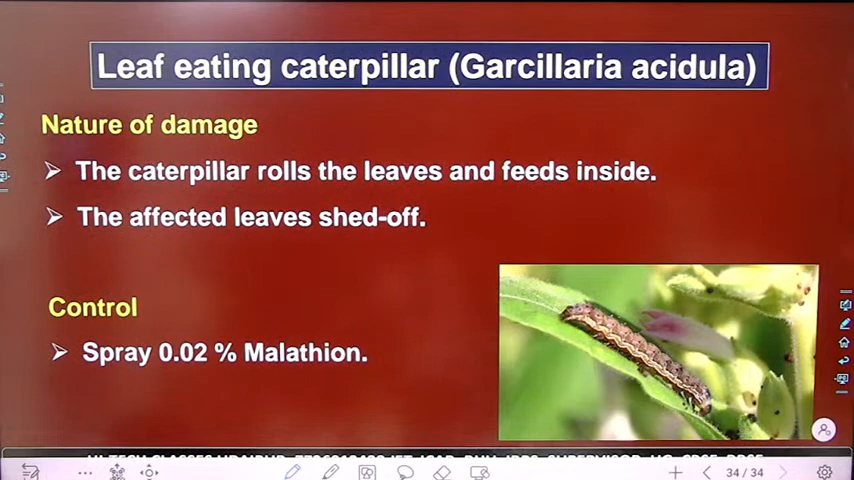 Leaf eating caterpillar (Garcillaria acidula)
Nature of damage
➢ The caterpillar rolls the leaves and feeds inside.
➢ The affected leaves shed-off.
Control
➢ Spray 0.02 % Malathion.
34 / 34